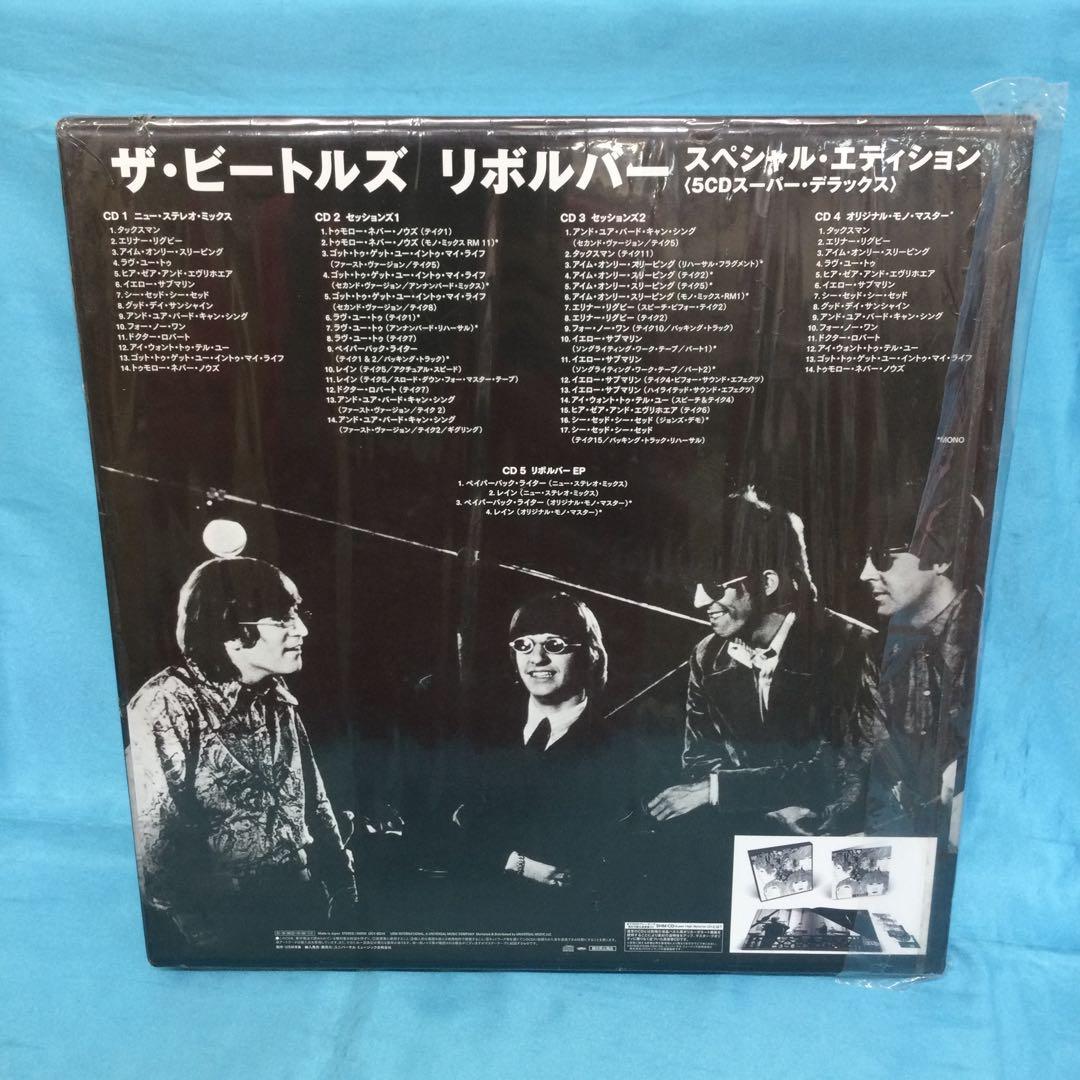 ザ・ビートルズ リボルバー スペシャル・エディション
〈5CDスーパー・デラックス〉
CD 1 ニュー・ステレオ・ミックス
1. タックスマン
2. エリナー・リグビー
3. アイム・オンリー・スリーピング
4. ラヴ・ユー・トゥ
5. ヒア・ゼア・アンド・エヴリホエア
6. イエロー・サブマリン
7. シー・セッド・シー・セッド
8. グッド・デイ・サンシャイン
9. アンド・ユア・バード・キャン・シング
10. フォー・ノー・ワン
11. ドクター・ロバート
12. アイ・ウォント・トゥ・テル・ユー
13. ゴット・トゥ・ゲット・ユー・イントゥ・マイ・ライフ
14. トゥモロー・ネバー・ノウズ
CD 2 セッションズ1
1. トゥモロー・ネバー・ノウズ (テイク1)
2. トゥモロー・ネバー・ノウズ (モノ・ミックス RM 11)*
3. ゴット・トゥ・ゲット・ユー・イントゥ・マイ・ライフ
(ファースト・ヴァージョン/テイク5)
4. ゴット・トゥ・ゲット・ユー・イントゥ・マイ・ライフ
(セカンド・ヴァージョン/アンナンバード・ミックス)*
5. ゴット・トゥ・ゲット・ユー・イントゥ・マイ・ライフ
(セカンド・ヴァージョン/テイク8)
6. ラヴ・ユー・トゥ (テイク1)*
7. ラヴ・ユー・トゥ (アンナンバード・リハーサル)*
8. ラヴ・ユー・トゥ (テイク7)
9. ペイパーバック・ライター
(テイク1 & 2/バッキング・トラック)*
10. レイン (テイク5/アクチュアル・スピード)
11. レイン (テイク5/スロード・ダウン・フォー・マスター・テープ)
12. ドクター・ロバート (テイク7)
13. アンド・ユア・バード・キャン・シング
(ファースト・ヴァージョン/テイク 2)
14. アンド・ユア・バード・キャン・シング
(ファースト・ヴァージョン/テイク2/ギグリング)
CD 3 セッションズ2
1. アンド・ユア・バード・キャン・シング
(セカンド・ヴァージョン/テイク5)
2. タックスマン (テイク11)
3. アイム・オンリー・スリーピング (リハーサル・フラグメント)*
4. アイム・オンリー・スリーピング (テイク2)*
5. アイム・オンリー・スリーピング (テイク5)*
6. アイム・オンリー・スリーピング (モノ・ミックス・RM1)*
7. エリナー・リグビー (スピーチ・ビフォー・テイク2)
8. エリナー・リグビー (テイク2)
9. フォー・ノー・ワン (テイク10/バッキング・トラック)
10. イエロー・サブマリン
(ソングライティング・ワーク・テープ/パート1)*
11. イエロー・サブマリン
(ソングライティング・ワーク・テープ/パート2)*
12. イエロー・サブマリン (テイク4・ビフォー・サウンド・エフェクツ)
13. イエロー・サブマリン (ハイライテッド・サウンド・エフェクツ)
14. アイ・ウォント・トゥ・テル・ユー (スピーチ&テイク4)
15. ヒア・ゼア・アンド・エヴリホエア (テイク6)
16. シー・セッド・シー・セッド (ジョンズ・デモ)*
17. シー・セッド・シー・セッド
(テイク15/バッキング・トラック・リハーサル)
CD 4 オリジナル・モノ・マスター*
1. タックスマン
2. エリナー・リグビー
3. アイム・オンリー・スリーピング
4. ラヴ・ユー・トゥ
5. ヒア・ゼア・アンド・エヴリホエア
6. イエロー・サブマリン
7. シー・セッド・シー・セッド
8. グッド・デイ・サンシャイン
9. アンド・ユア・バード・キャン・シング
10. フォー・ノー・ワン
11. ドクター・ロバート
12. アイ・ウォント・トゥ・テル・ユー
13. ゴット・トゥ・ゲット・ユー・イントゥ・マイ・ライフ
14. トゥモロー・ネバー・ノウズ
*MONO
CD 5 リボルバー EP
1. ペイパーバック・ライター (ニュー・ステレオ・ミックス)
2. レイン (ニュー・ステレオ・ミックス)
3. ペイパーバック・ライター (オリジナル・モノ・マスター)*
4. レイン (オリジナル・モノ・マスター)*